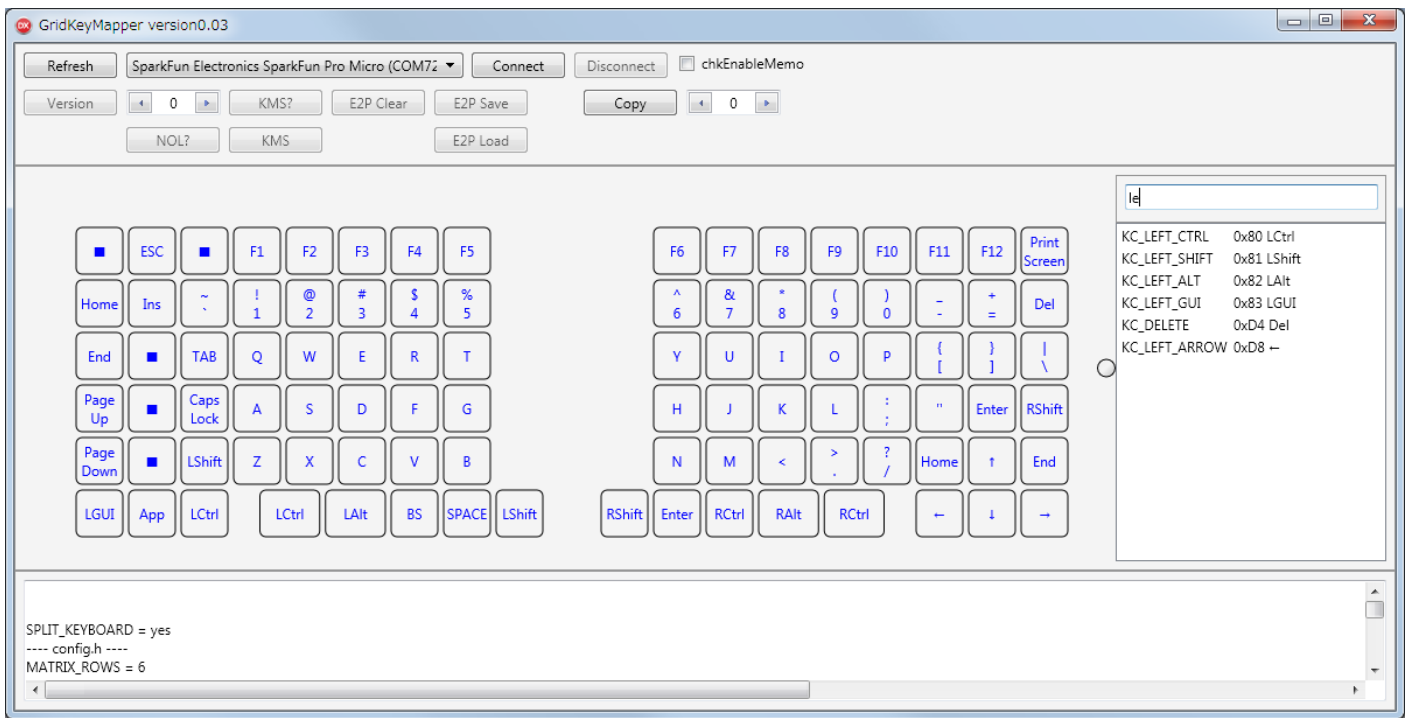 GridKeyMapper version0.03
Refresh SparkFun Electronics SparkFun Pro Micro (COM72 Connect Disconnect chkEnableMemo
Version 0 KMS? E2P Clear E2P Save Copy 0
NOL? KMS E2P Load
le
KC_LEFT_CTRL 0x80 LCtrl
KC_LEFT_SHIFT 0x81 LShift
KC_LEFT_ALT 0x82 LAlt
KC_LEFT_GUI 0x83 LGUI
KC_DELETE 0xD4 Del
KC_LEFT_ARROW 0xD8 ←
■ ESC ■ F1 F2 F3 F4 F5 F6 F7 F8 F9 F10 F11 F12 Print
Screen
Home Ins ~ ! @ # $ % ^ & * ( ) _ + Del
` 1 2 3 4 5 6 7 8 9 0 - =
End ■ TAB Q W E R T Y U I O P { } |
[ ] \
Page ■ Caps A S D F G H J K L : " Enter RShift
Up Lock ;
Page ■ LShift Z X C V B N M < > ? Home ↑ End
Down . /
LGUI App LCtrl LCtrl LAlt BS SPACE LShift RShift Enter RCtrl RAlt RCtrl ← ↓ →
SPLIT_KEYBOARD = yes
---- config.h ----
MATRIX_ROWS = 6